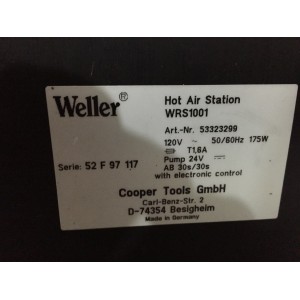 Weller®
Hot Air Station
WRS1001
Art.-Nr. 53323299
120V ~ 50/60Hz 175W
T1,6A
Pump 24V ⎓
Serie: 52 F 97 117
AB 30s/30s
with electronic control
Cooper Tools GmbH
Carl-Benz-Str. 2
D-74354 Besigheim
Made in Germany